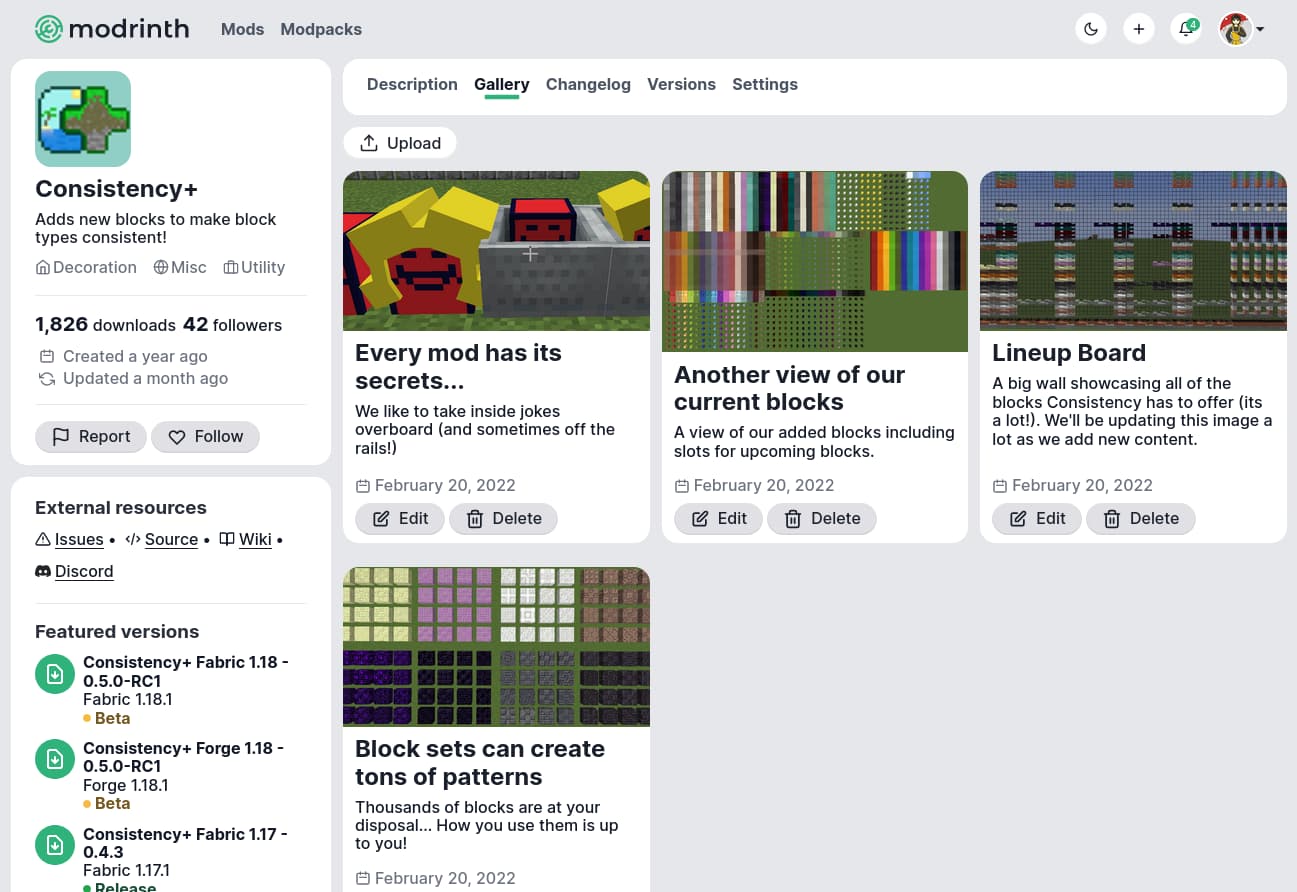 modrinth
Mods
Modpacks
4
Consistency+
Adds new blocks to make block
types consistent!
Decoration
Misc
Utility
1,826 downloads 42 followers
Created a year ago
Updated a month ago
Report
Follow
External resources
Issues •
Source •
Wiki •
Discord
Featured versions
Consistency+ Fabric 1.18 -
0.5.0-RC1
Fabric 1.18.1
Beta
Consistency+ Forge 1.18 -
0.5.0-RC1
Forge 1.18.1
Beta
Consistency+ Fabric 1.17 -
0.4.3
Fabric 1.17.1
Release
Description
Gallery
Changelog
Versions
Settings
Upload
Every mod has its
secrets...
We like to take inside jokes
overboard (and sometimes off the
rails!)
February 20, 2022
Edit
Delete
Another view of our
current blocks
A view of our added blocks including
slots for upcoming blocks.
February 20, 2022
Edit
Delete
Lineup Board
A big wall showcasing all of the
blocks Consistency has to offer (its
a lot!). We'll be updating this image a
lot as we add new content.
February 20, 2022
Edit
Delete
Block sets can create
tons of patterns
Thousands of blocks are at your
disposal... How you use them is up
to you!
February 20, 2022